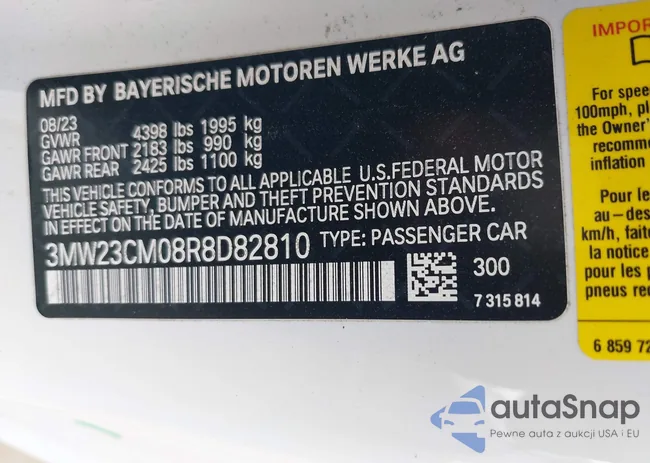 MFD BY BAYERISCHE MOTOREN WERKE AG
08/23
GVWR 4398 lbs 1995 kg
GAWR FRONT 2183 lbs 990 kg
GAWR REAR 2425 lbs 1100 kg
THIS VEHICLE CONFORMS TO ALL APPLICABLE U.S.FEDERAL MOTOR
VEHICLE SAFETY, BUMPER AND THEFT PREVENTION STANDARDS
IN EFFECT ON THE DATE OF MANUFACTURE SHOWN ABOVE.
3MW23CM08R8D82810 TYPE: PASSENGER CAR
300
7 315 814
IMPOR
For spee
100mph, pl
the Owner'
recomme
inflation
Pour le
au-des
km/h, faite
la notice
pour les p
pneus re
6 859 72
autaSnap
Pewne auta z aukcji USA i EU